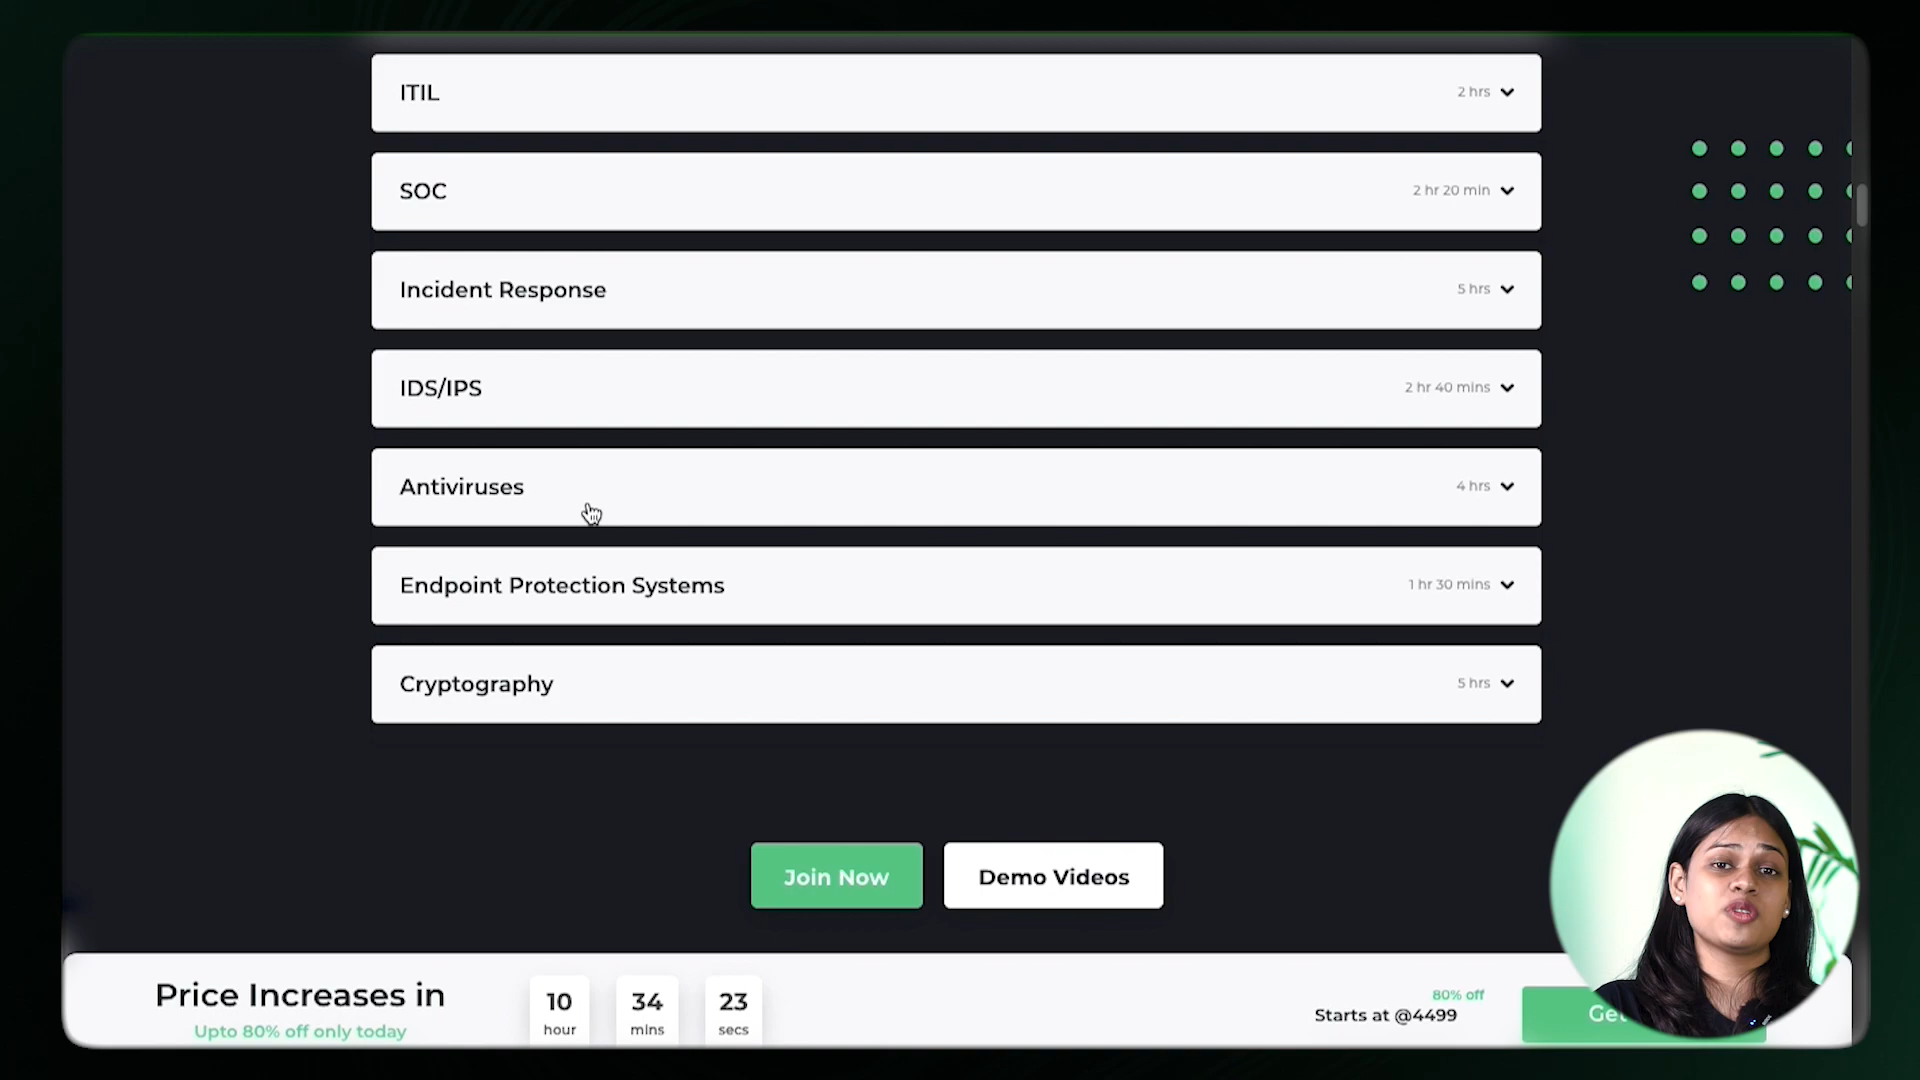 ITIL
2 hrs
SOC
2 hr 20 min
Incident Response
5 hrs
IDS/IPS
2 hr 40 mins
Antiviruses
4 hrs
Endpoint Protection Systems
1 hr 30 mins
Cryptography
5 hrs
Join Now
Demo Videos
Price Increases in
Upto 80% off only today
10
hour
34
mins
23
secs
80% off
Starts at @4499